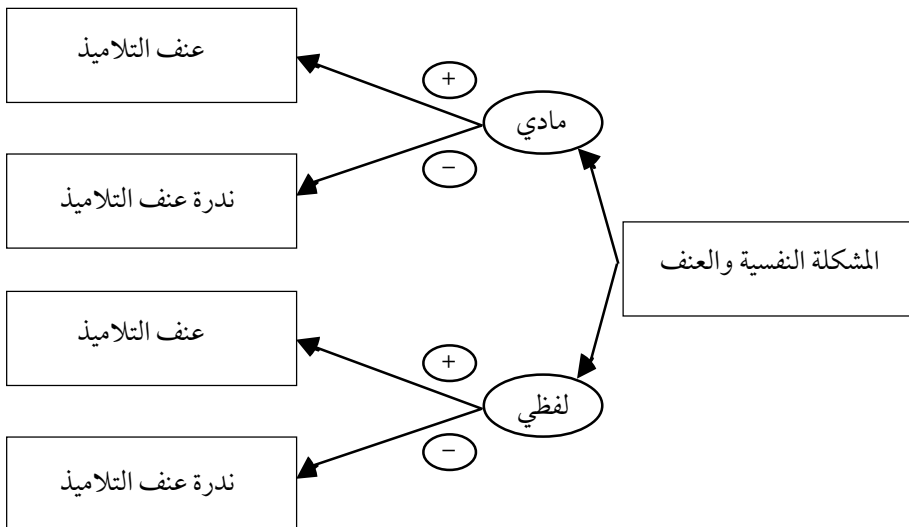 المشكلة النفسية والعنف
مادي
+
عنف التلاميذ
−
ندرة عنف التلاميذ
لفظي
+
عنف التلاميذ
−
ندرة عنف التلاميذ